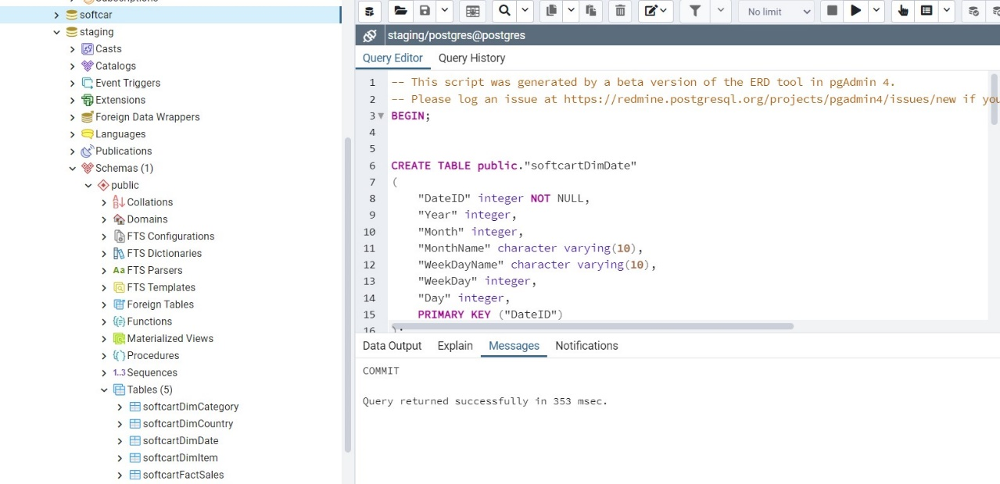 softcar
staging
Casts
Catalogs
Event Triggers
Extensions
Foreign Data Wrappers
Languages
Publications
Schemas (1)
public
Collations
Domains
FTS Configurations
FTS Dictionaries
Aa FTS Parsers
FTS Templates
Foreign Tables
Functions
Materialized Views
Procedures
1..3 Sequences
Tables (5)
softcartDimCategory
softcartDimCountry
softcartDimDate
softcartDimItem
softcartFactSales
No limit
staging/postgres@postgres
Query Editor Query History
1 -- This script was generated by a beta version of the ERD tool in pgAdmin 4.
2 -- Please log an issue at https://redmine.postgresql.org/projects/pgadmin4/issues/new if you
3 BEGIN;
4
5
6 CREATE TABLE public."softcartDimDate"
7 (
8 "DateID" integer NOT NULL,
9 "Year" integer,
10 "Month" integer,
11 "MonthName" character varying(10),
12 "WeekDayName" character varying(10),
13 "WeekDay" integer,
14 "Day" integer,
15 PRIMARY KEY ("DateID")
16 );
Data Output Explain Messages Notifications
COMMIT
Query returned successfully in 353 msec.